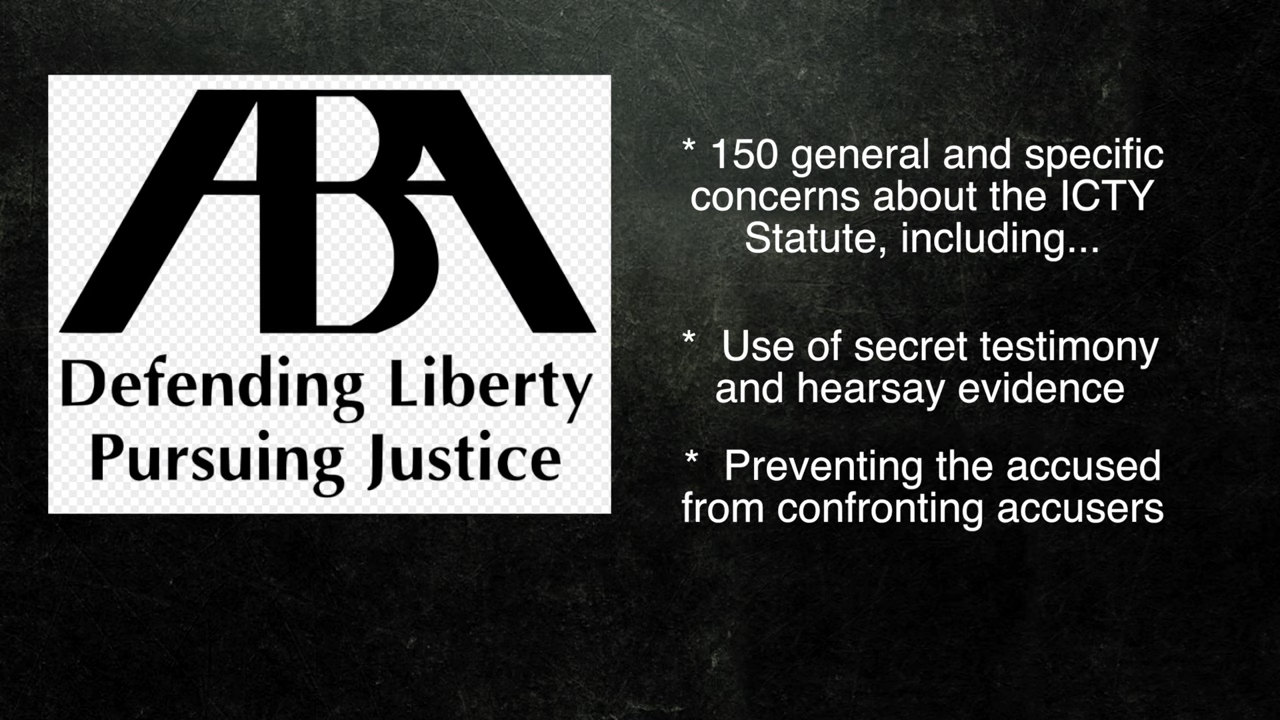 ABA
Defending Liberty
Pursuing Justice
* 150 general and specific
concerns about the ICTY
Statute, including...
* Use of secret testimony
and hearsay evidence
* Preventing the accused
from confronting accusers